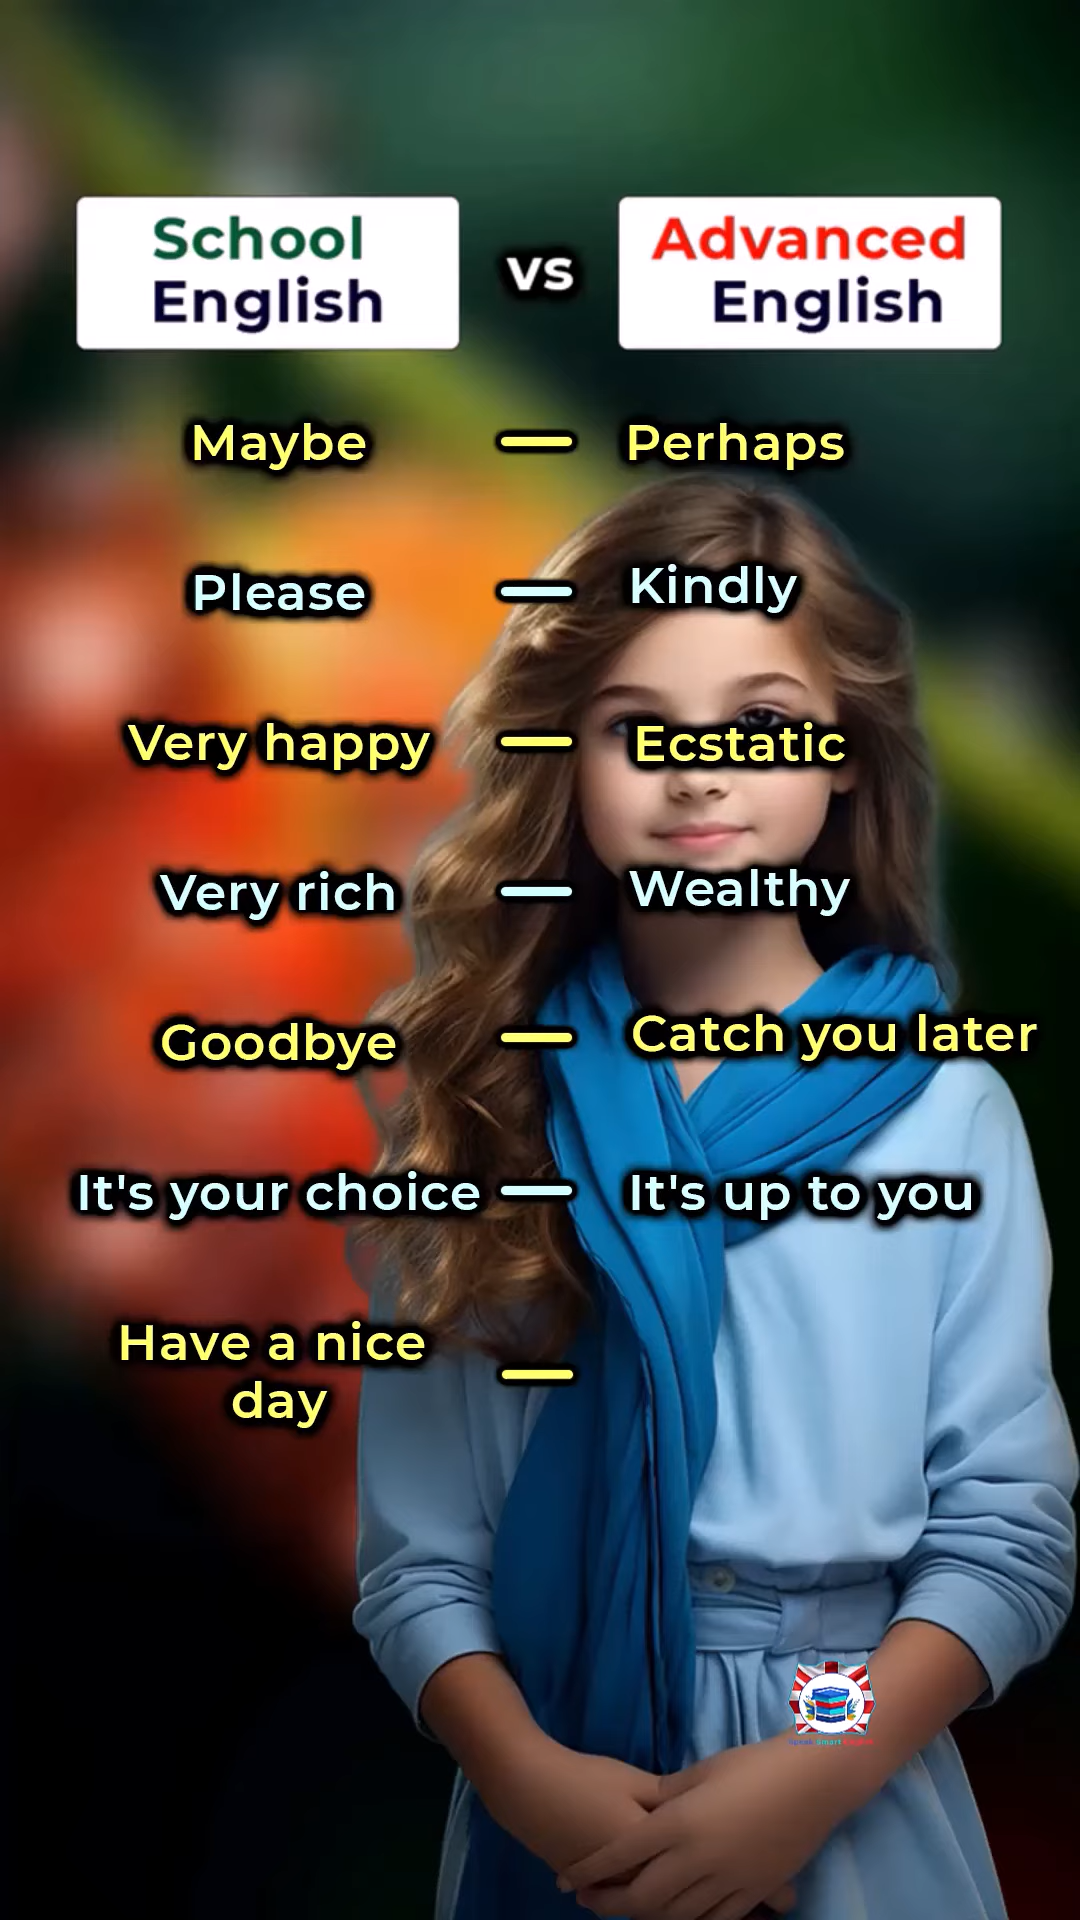 School
English
vs
Advanced
English
Maybe — Perhaps
Please — Kindly
Very happy — Ecstatic
Very rich — Wealthy
Goodbye — Catch you later
It's your choice — It's up to you
Have a nice
day —